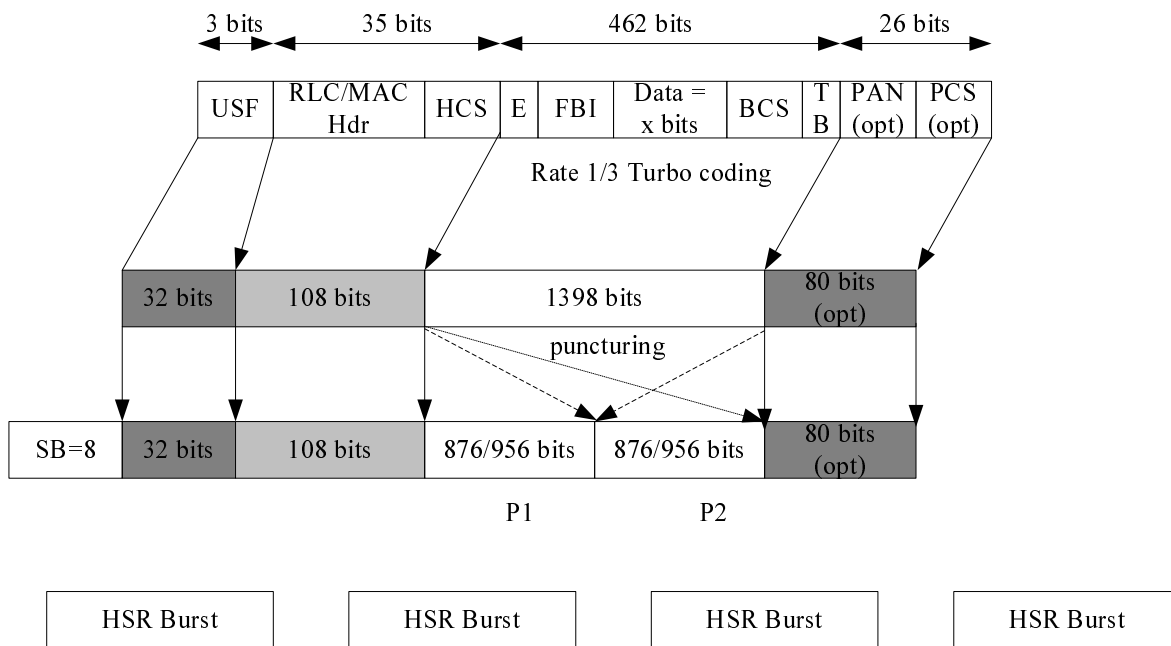 3 bits 35 bits 462 bits 26 bits
USF RLC/MAC Hdr HCS E FBI Data = x bits BCS T B PAN (opt) PCS (opt)
Rate 1/3 Turbo coding
32 bits 108 bits 1398 bits 80 bits (opt)
puncturing
SB=8 32 bits 108 bits 876/956 bits 876/956 bits 80 bits (opt)
P1 P2
HSR Burst HSR Burst HSR Burst HSR Burst